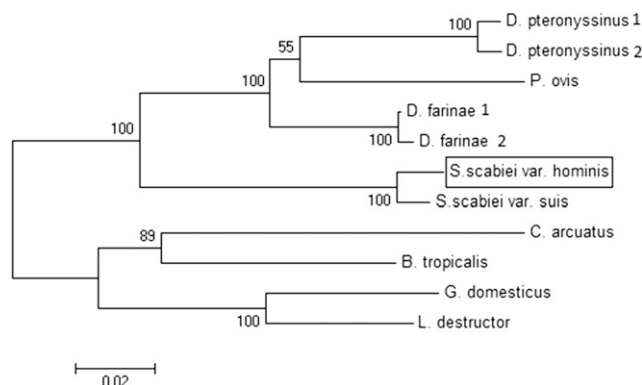 100
D. pteronyssinus 1
D. pteronyssinus 2
55
P. ovis
100
D. farinae 1
100
D. farinae 2
100
S.scabiei var. hominis
100
S.scabiei var. suis
89
C. arcuatus
B. tropicalis
G. domesticus
100
L. destructor
0.02